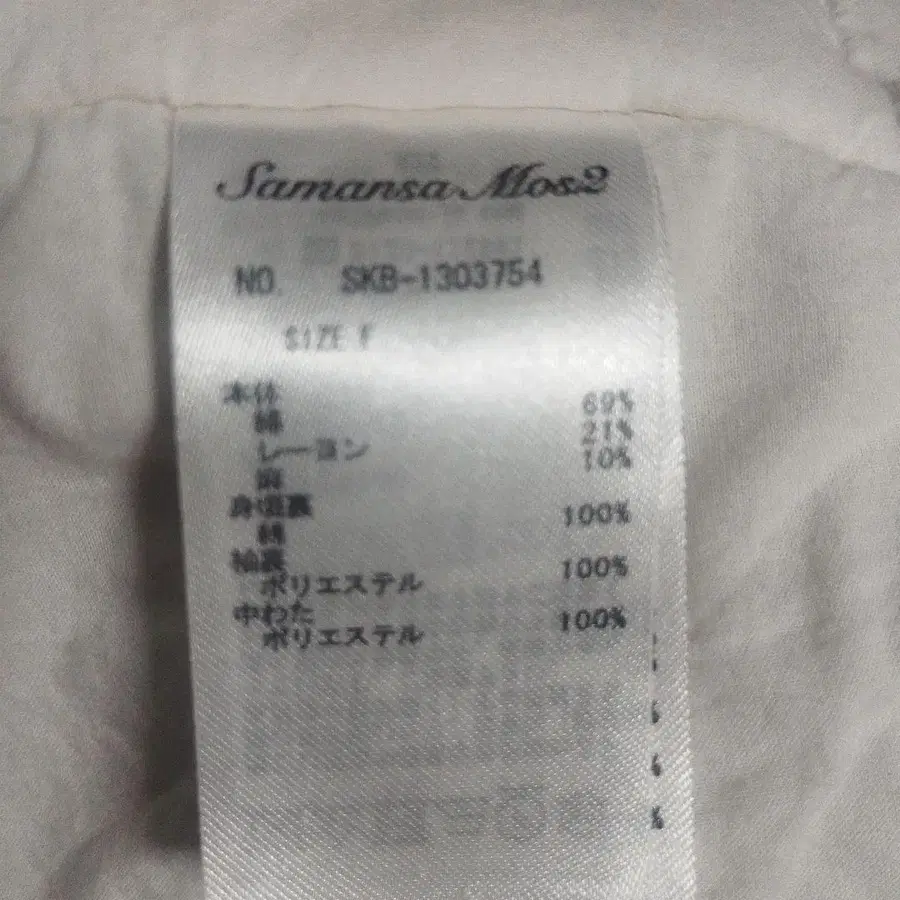 Samansa Mos2
NO. SKB-1303754
SIZE F
本体
綿 69%
レーヨン 21%
麻 10%
身頃裏
綿 100%
袖裏
ポリエステル 100%
中わた
ポリエステル 100%